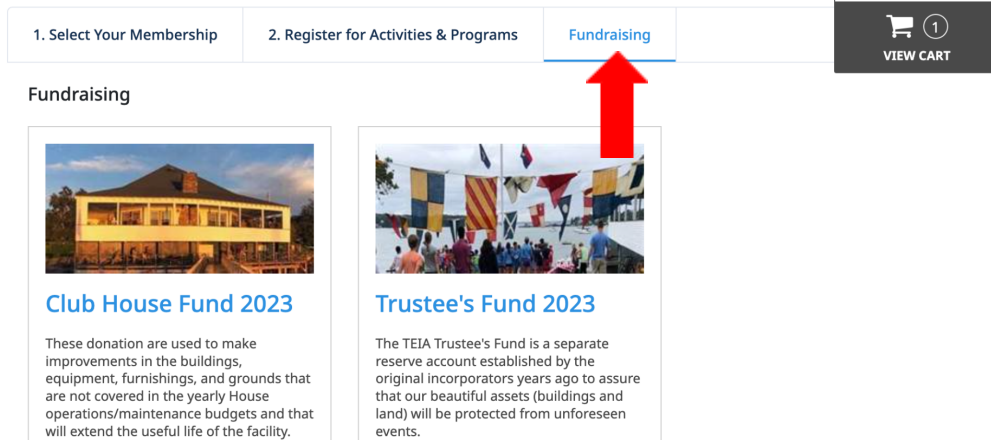 1. Select Your Membership
2. Register for Activities & Programs
Fundraising
1
VIEW CART
Fundraising
Club House Fund 2023
These donation are used to make
improvements in the buildings,
equipment, furnishings, and grounds that
are not covered in the yearly House
operations/maintenance budgets and that
will extend the useful life of the facility.
Trustee's Fund 2023
The TEIA Trustee's Fund is a separate
reserve account established by the
original incorporators years ago to assure
that our beautiful assets (buildings and
land) will be protected from unforeseen
events.